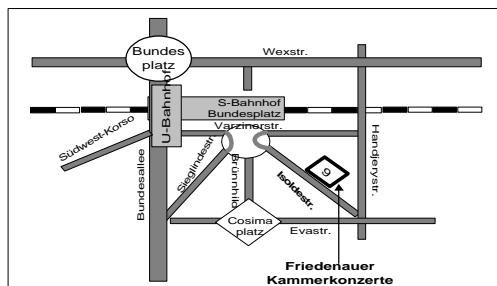 Bundes
platz
Wexstr.
U-Bahnhof
S-Bahnhof
Bundesplatz
Varzinerstr.
Südwest-Korso
Bundesallee
Sieglindestr.
Brünnhild
Isoldestr.
9
Handjerystr.
Cosima
platz
Evastr.
Friedenauer
Kammerkonzerte